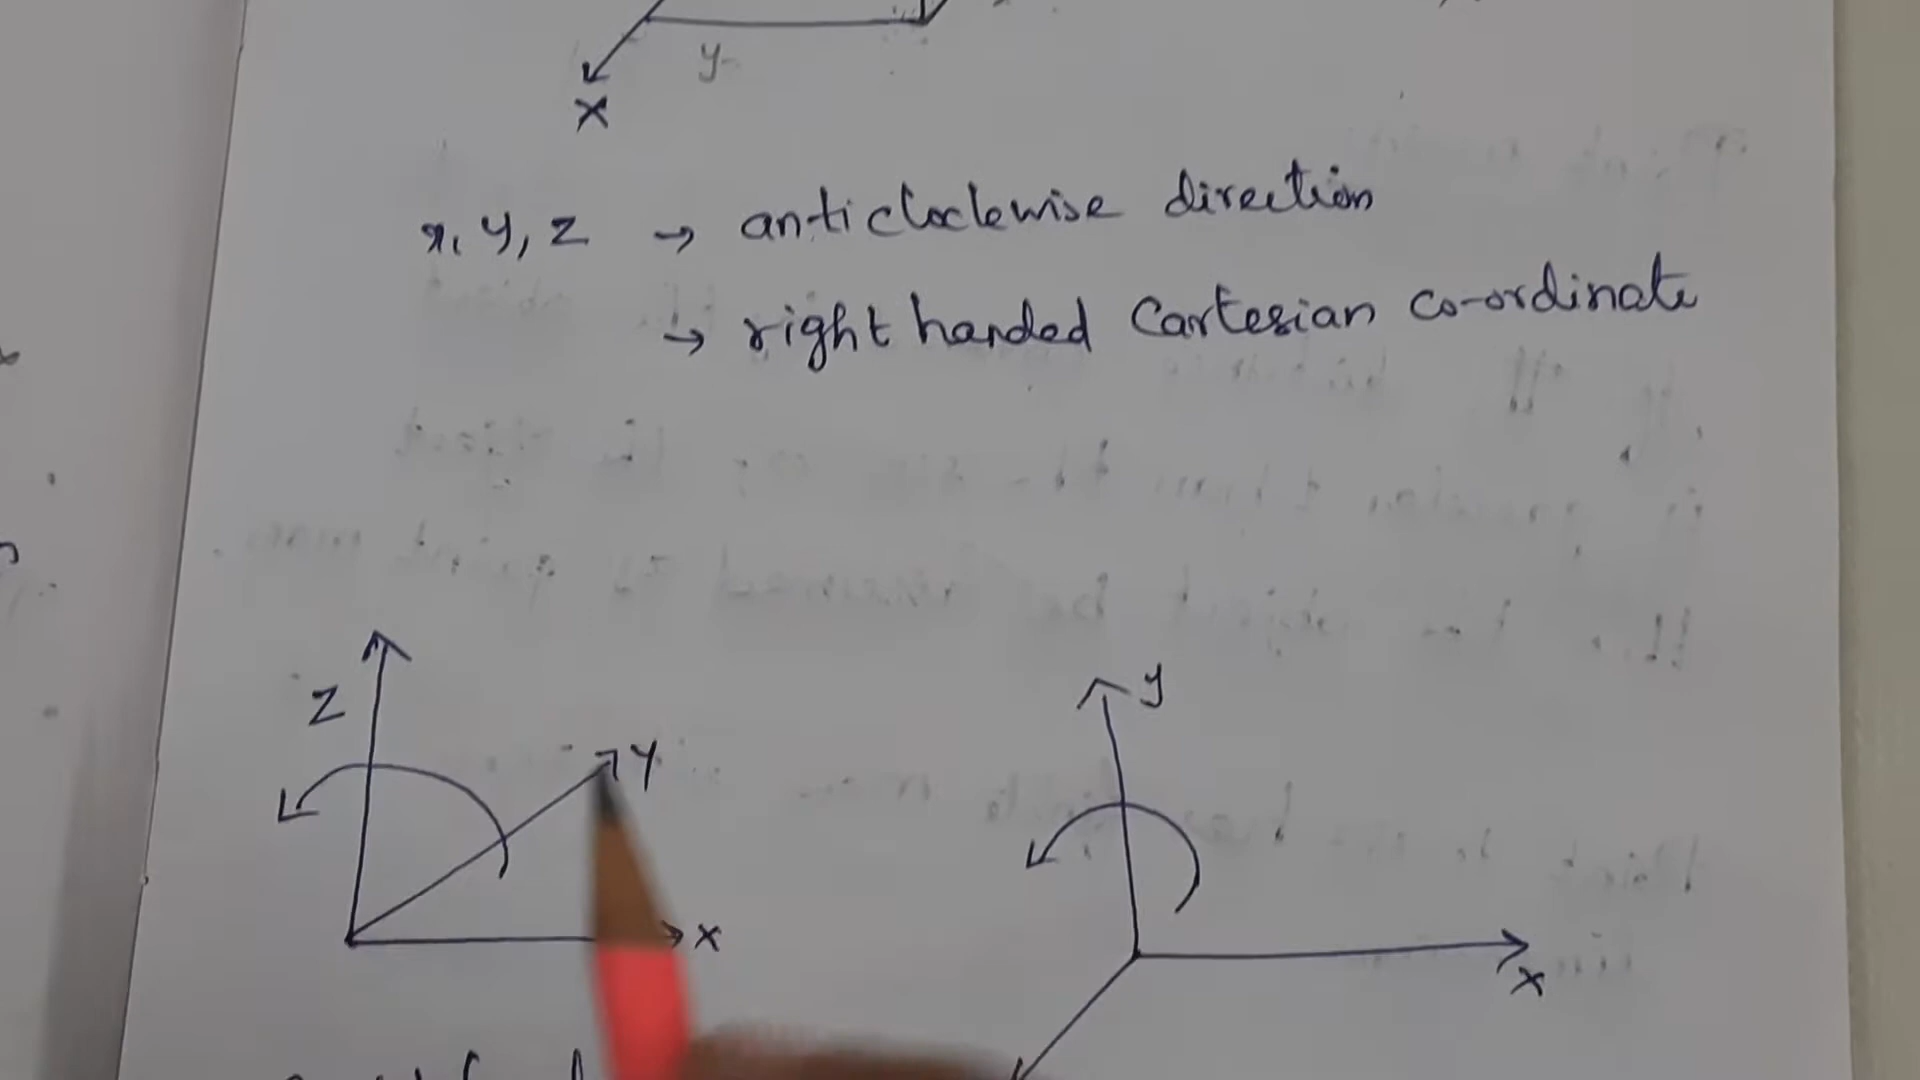 y
X
x, y, z → anticlockwise direction
→ right handed Cartesian co-ordinate
Z
Y
x
y
x